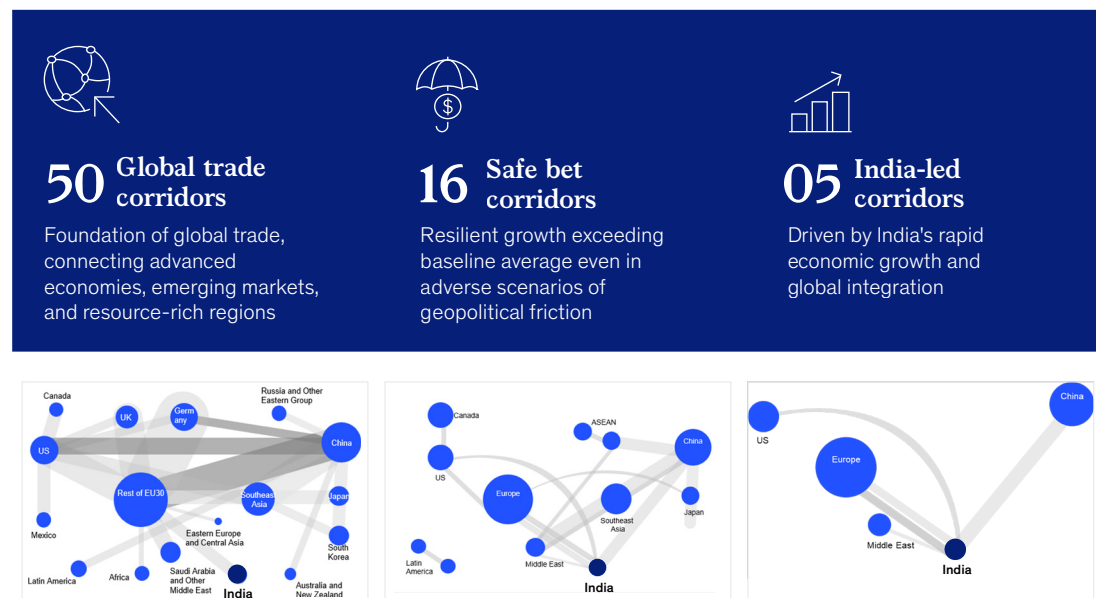 50 Global trade
corridors
Foundation of global trade,
connecting advanced
economies, emerging markets,
and resource-rich regions
$
16 Safe bet
corridors
Resilient growth exceeding
baseline average even in
adverse scenarios of
geopolitical friction
05 India-led
corridors
Driven by India's rapid
economic growth and
global integration
Canada
UK
Germ
any
Russia and Other
Eastern Group
US
China
Rest of EU30
Southeast
Asia
Japan
Mexico
Eastern Europe
and Central Asia
South
Korea
Latin America
Africa
Saudi Arabia
and Other
Middle East
India
Australia and
New Zealand
Canada
ASEAN
China
US
Europe
Southeast
Asia
Japan
Latin
America
Middle East
India
China
US
Europe
Middle East
India